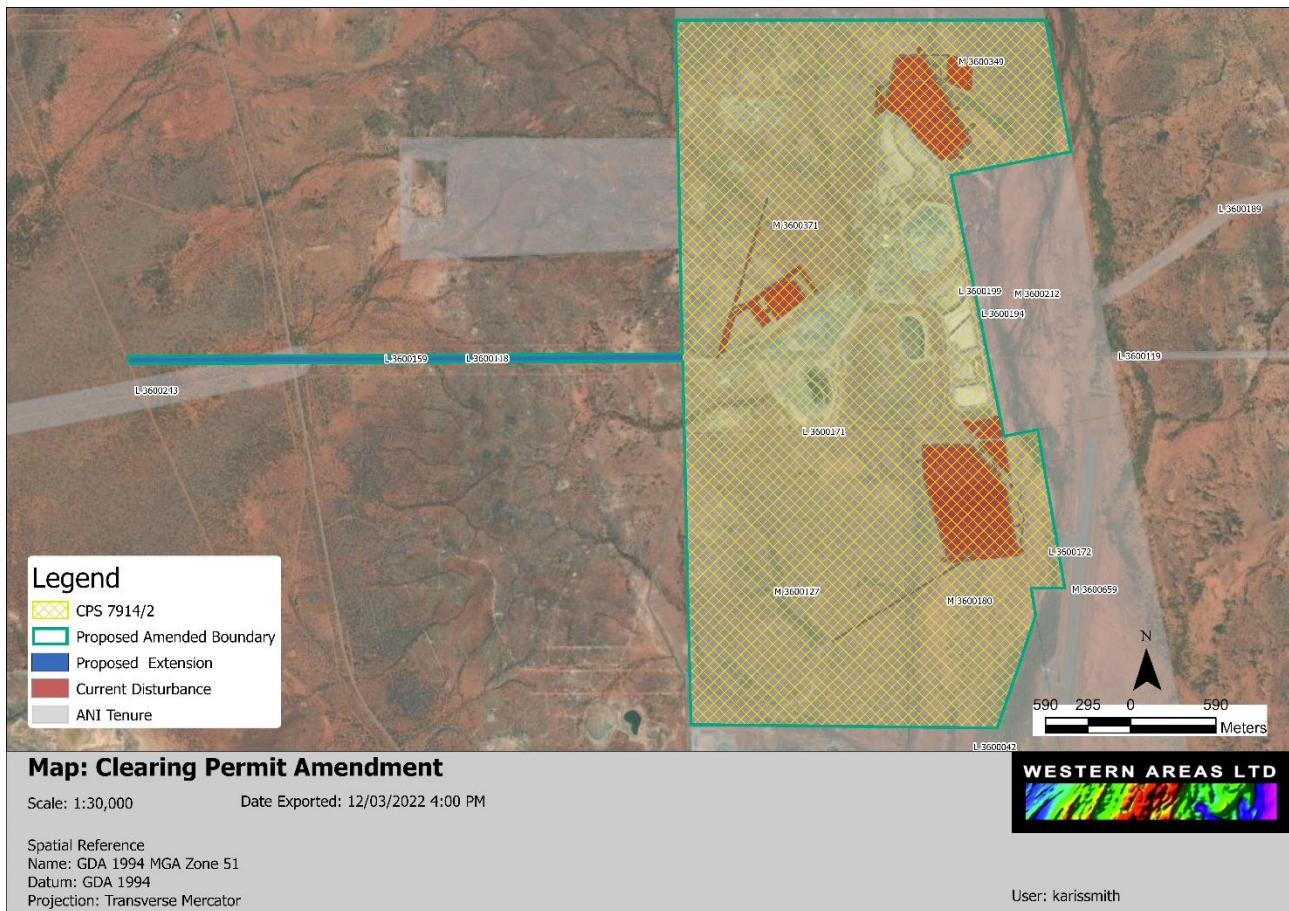 M 3600349
L 3600189
M 3600371
L 3600199
M 3600212
L 3600194
L 3600159
L 3600118
L 3600119
L 3600243
L 3600171
L 3600172
M 3600127
M 3600180
M 3600659
L 3600042
Legend
CPS 7914/2
Proposed Amended Boundary
Proposed Extension
Current Disturbance
ANI Tenure
N
590 295 0 590
Meters
Map: Clearing Permit Amendment
Scale: 1:30,000 Date Exported: 12/03/2022 4:00 PM
Spatial Reference
Name: GDA 1994 MGA Zone 51
Datum: GDA 1994
Projection: Transverse Mercator
WESTERN AREAS LTD
User: karissmith